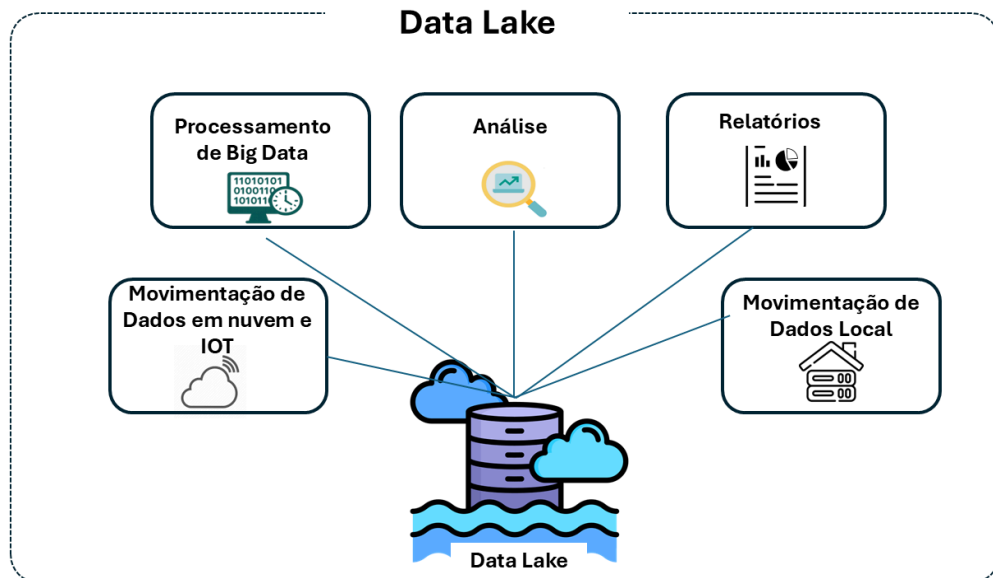 Data Lake
Processamento
de Big Data
11010101
0100110
101011
Análise
Relatórios
Movimentação de
Dados em nuvem e
IOT
Movimentação de
Dados Local
Data Lake